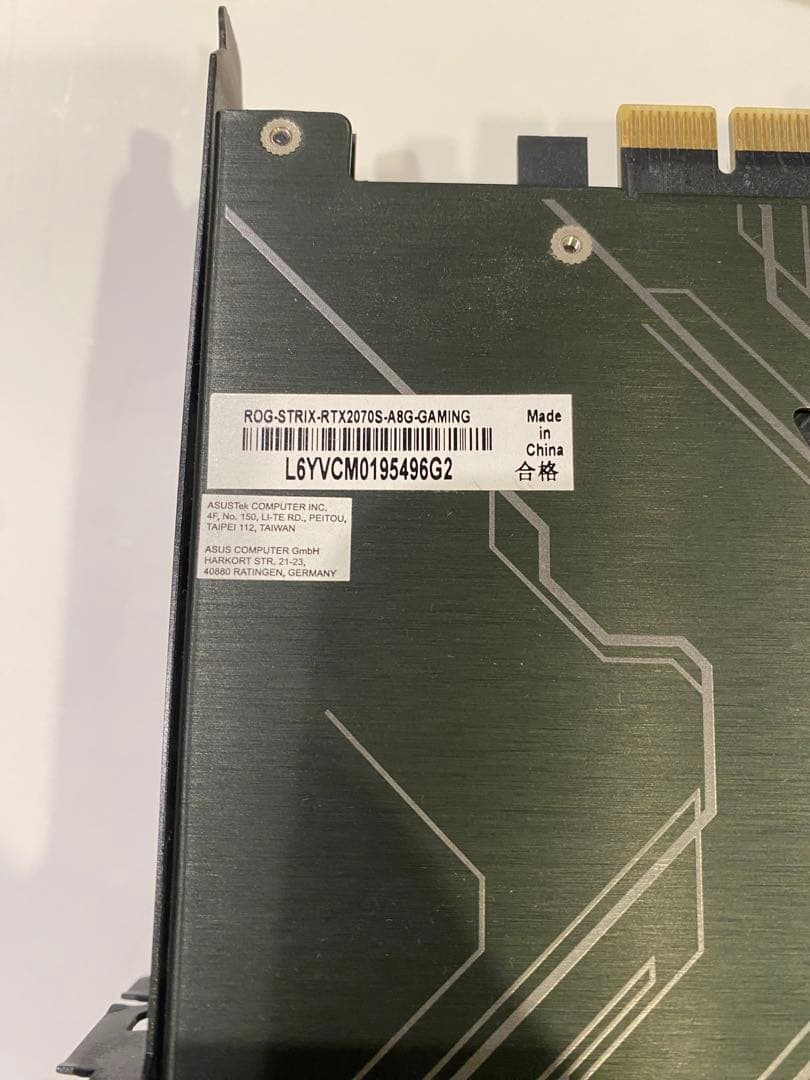 ROG-STRIX-RTX2070S-A8G-GAMING
L6YVCM0195496G2
Made
in
China
合格
ASUSTek COMPUTER INC.
4F, No. 150, LI-TE RD., PEITOU,
TAIPEI 112, TAIWAN
ASUS COMPUTER GmbH
HARKORT STR. 21-23,
40880 RATINGEN, GERMANY